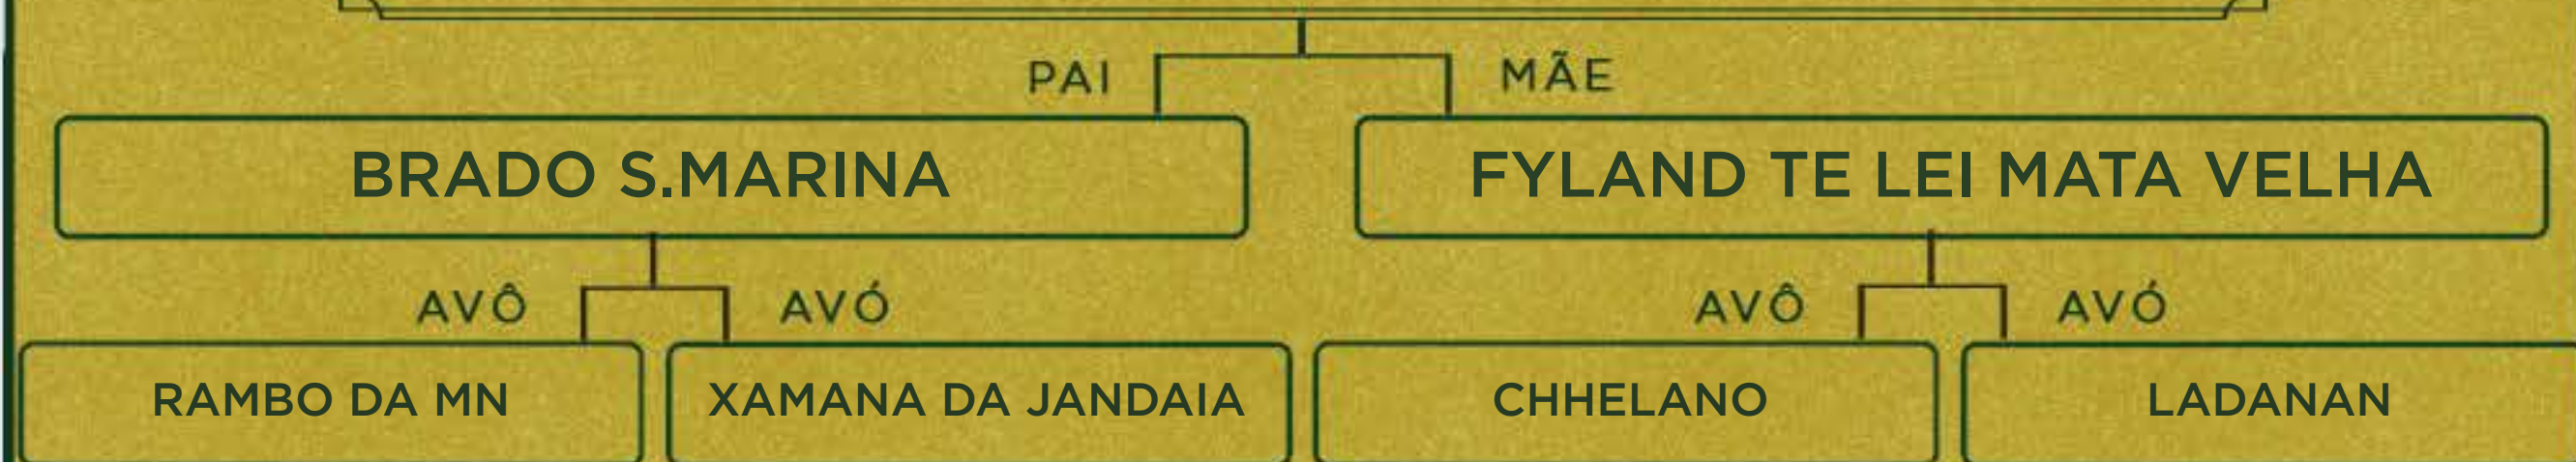 PAI MÃE
BRADO S.MARINA FYLAND TE LEI MATA VELHA
AVÔ AVÓ AVÔ AVÓ
RAMBO DA MN XAMANA DA JANDAIA CHHELANO LADANAN